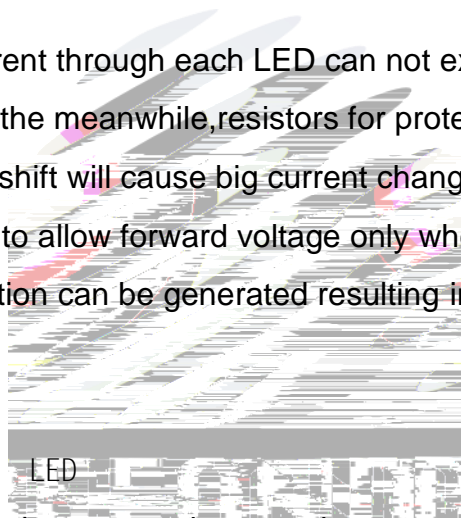 rent through each LED can not ex
the meanwhile,resistors for prote
shift will cause big current chang
to allow forward voltage only wh
tion can be generated resulting i
LED